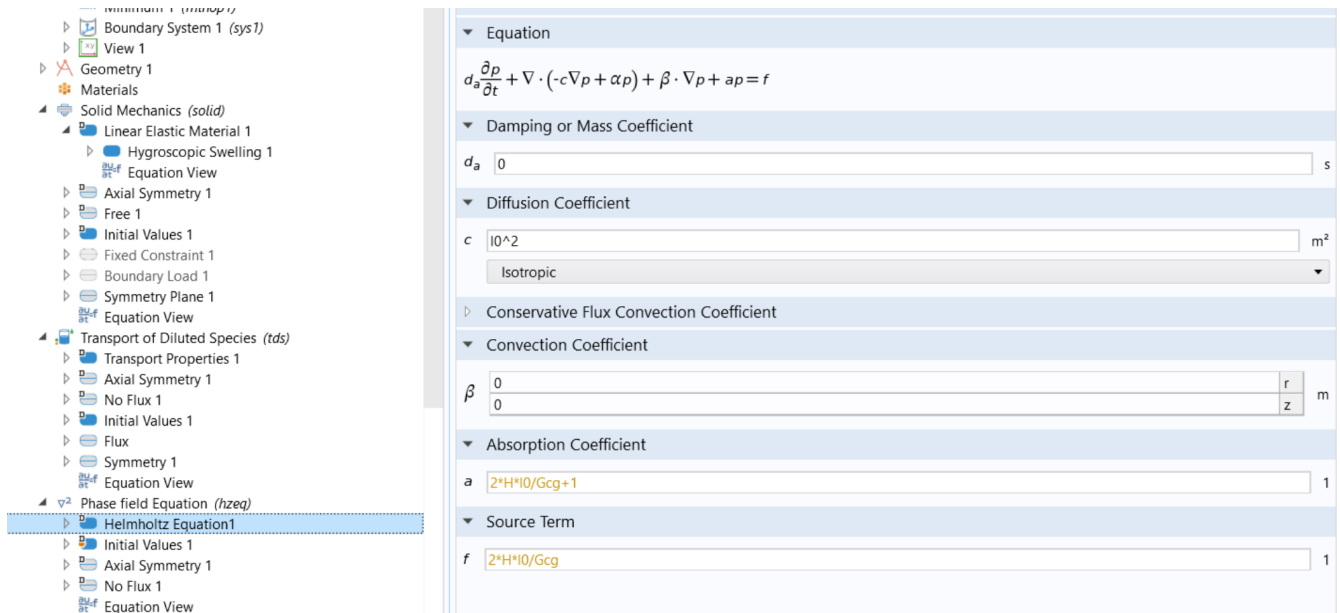 Minimum 1 (minop1)
Boundary System 1 (sys1)
View 1
Geometry 1
Materials
Solid Mechanics (solid)
Linear Elastic Material 1
Hygroscopic Swelling 1
Equation View
Axial Symmetry 1
Free 1
Initial Values 1
Fixed Constraint 1
Boundary Load 1
Symmetry Plane 1
Equation View
Transport of Diluted Species (tds)
Transport Properties 1
Axial Symmetry 1
No Flux 1
Initial Values 1
Flux
Symmetry 1
Equation View
Phase field Equation (hzeq)
Helmholtz Equation1
Initial Values 1
Axial Symmetry 1
No Flux 1
Equation View
Equation
dₐ ∂p/∂t + ∇ · (-c∇p + αp) + β · ∇p + ap = f
Damping or Mass Coefficient
dₐ 0 s
Diffusion Coefficient
c l0^2 m²
Isotropic
Conservative Flux Convection Coefficient
Convection Coefficient
β 0 r
0 z m
Absorption Coefficient
a 2*H*l0/Gcg+1 1
Source Term
f 2*H*l0/Gcg 1